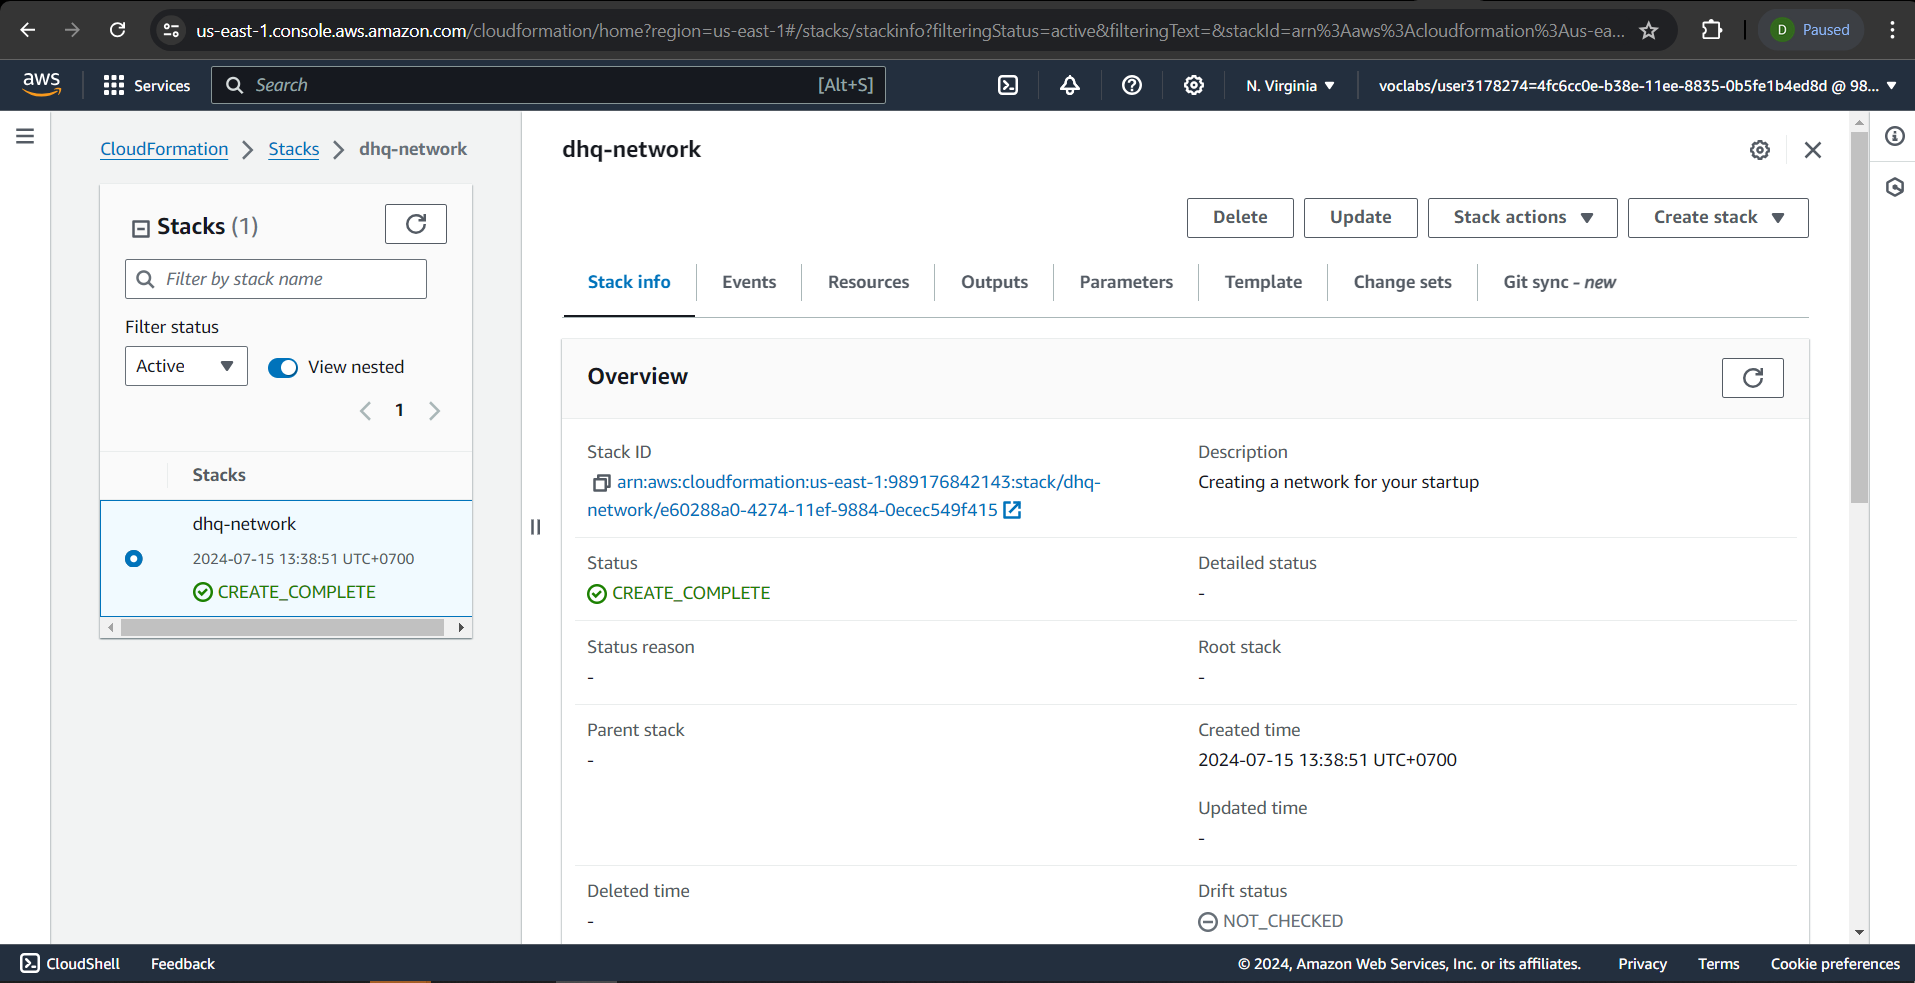 us-east-1.console.aws.amazon.com/cloudformation/home?region=us-east-1#/stacks/stackinfo?filteringStatus=active&filteringText=&stackId=arn%3Aaws%3Acloudformation%3Aus-ea...
D Paused
aws Services Search [Alt+S] N. Virginia voclabs/user3178274=4fc6cc0e-b38e-11ee-8835-0b5fe1b4ed8d @ 98...
CloudFormation Stacks dhq-network
Stacks (1)
Filter by stack name
Filter status
Active View nested
1
Stacks
dhq-network
2024-07-15 13:38:51 UTC+0700
CREATE_COMPLETE
dhq-network
Delete Update Stack actions Create stack
Stack info Events Resources Outputs Parameters Template Change sets Git sync - new
Overview
Stack ID
arn:aws:cloudformation:us-east-1:989176842143:stack/dhq-
network/e60288a0-4274-11ef-9884-0ecec549f415
Description
Creating a network for your startup
Status
CREATE_COMPLETE
Detailed status
-
Status reason
-
Root stack
-
Parent stack
-
Created time
2024-07-15 13:38:51 UTC+0700
Updated time
-
Deleted time
-
Drift status
NOT_CHECKED
CloudShell Feedback © 2024, Amazon Web Services, Inc. or its affiliates. Privacy Terms Cookie preferences